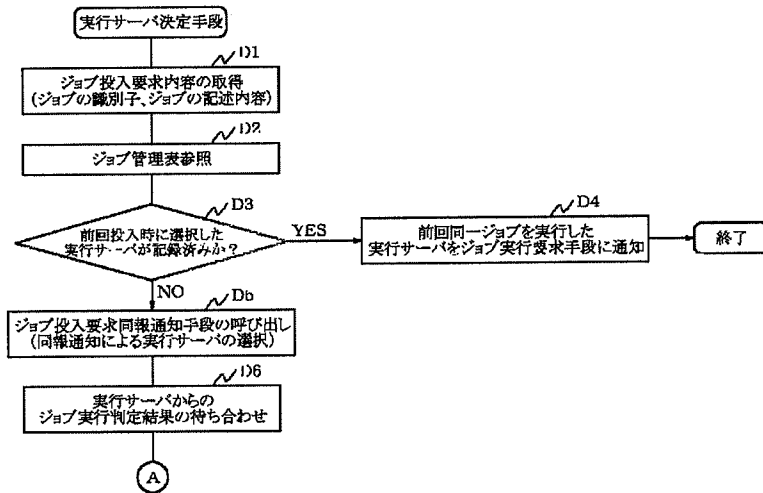 実行サーバ決定手段
D1
ジョブ投入要求内容の取得
(ジョブの識別子、ジョブの記述内容)
D2
ジョブ管理表参照
D3
前回投入時に選択した
実行サーバが記録済みか?
YES
D4
前回同一ジョブを実行した
実行サーバをジョブ実行要求手段に通知
終了
NO
D5
ジョブ投入要求同報通知手段の呼び出し
(同報通知による実行サーバの選択)
D6
実行サーバからの
ジョブ実行判定結果の待ち合わせ
A